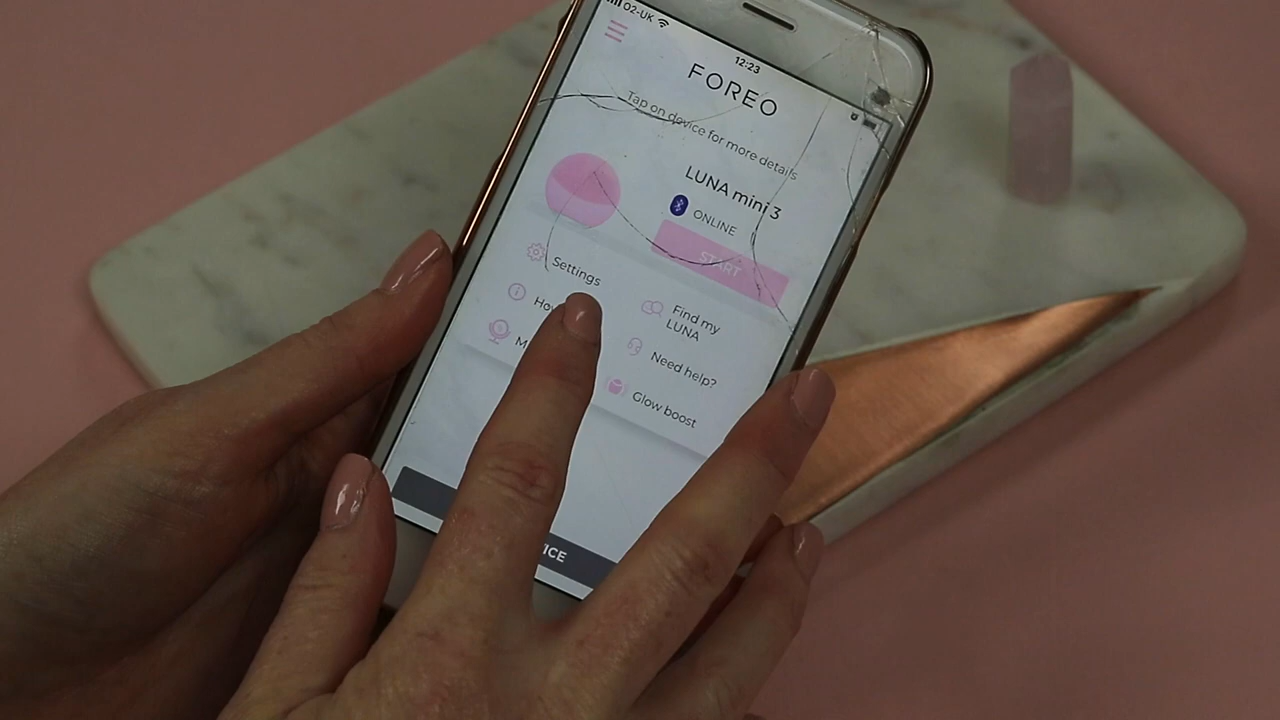 O2-UK
12:23
FOREO
Tap on device for more details
LUNA mini 3
ONLINE
START
Settings
Find my
LUNA
Need help?
Glow boost